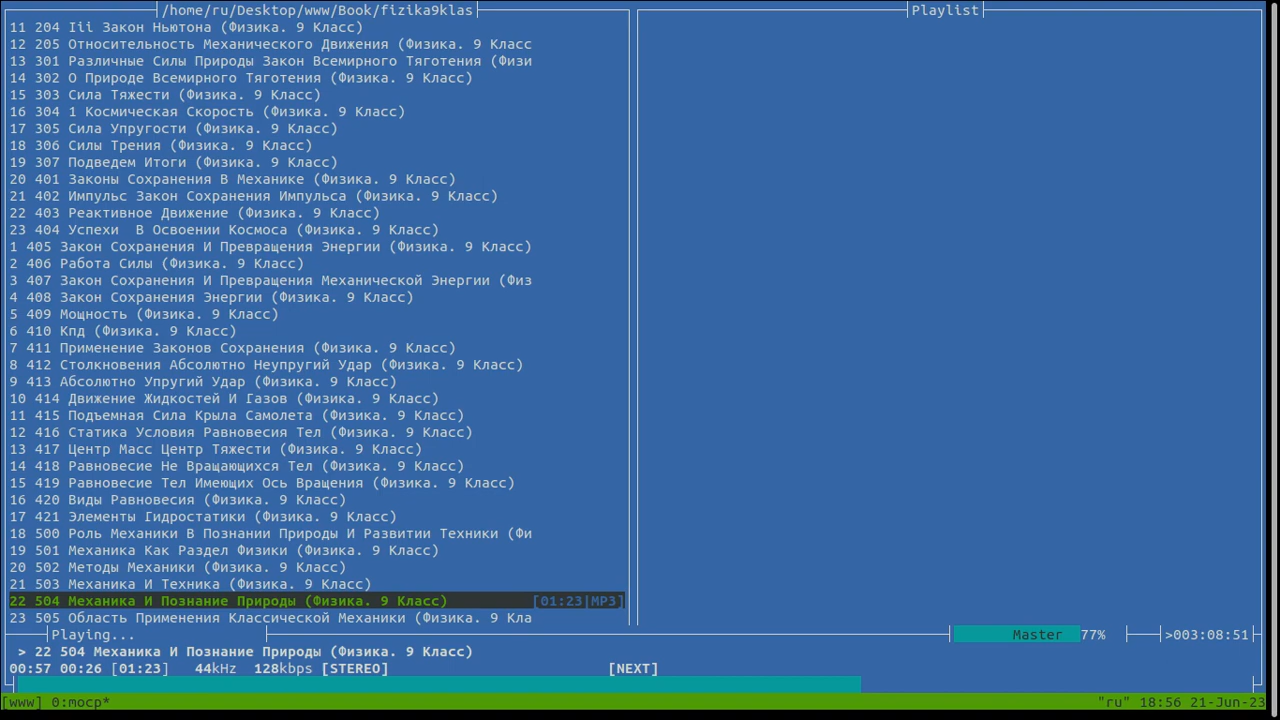 /home/ru/Desktop/www/Book/fizika9klas
Playlist
11 204 Iii Закон Ньютона (Физика. 9 Класс)
12 205 Относительность Механического Движения (Физика. 9 Класс
13 301 Различные Силы Природы Закон Всемирного Тяготения (Физи
14 302 О Природе Всемирного Тяготения (Физика. 9 Класс)
15 303 Сила Тяжести (Физика. 9 Класс)
16 304 1 Космическая Скорость (Физика. 9 Класс)
17 305 Сила Упругости (Физика. 9 Класс)
18 306 Силы Трения (Физика. 9 Класс)
19 307 Подведем Итоги (Физика. 9 Класс)
20 401 Законы Сохранения В Механике (Физика. 9 Класс)
21 402 Импульс Закон Сохранения Импульса (Физика. 9 Класс)
22 403 Реактивное Движение (Физика. 9 Класс)
23 404 Успехи  В Освоении Космоса (Физика. 9 Класс)
1 405 Закон Сохранения И Превращения Энергии (Физика. 9 Класс)
2 406 Работа Силы (Физика. 9 Класс)
3 407 Закон Сохранения И Превращения Механической Энергии (Физ
4 408 Закон Сохранения Энергии (Физика. 9 Класс)
5 409 Мощность (Физика. 9 Класс)
6 410 Кпд (Физика. 9 Класс)
7 411 Применение Законов Сохранения (Физика. 9 Класс)
8 412 Столкновения Абсолютно Неупругий Удар (Физика. 9 Класс)
9 413 Абсолютно Упругий Удар (Физика. 9 Класс)
10 414 Движение Жидкостей И Газов (Физика. 9 Класс)
11 415 Подъемная Сила Крыла Самолета (Физика. 9 Класс)
12 416 Статика Условия Равновесия Тел (Физика. 9 Класс)
13 417 Центр Масс Центр Тяжести (Физика. 9 Класс)
14 418 Равновесие Не Вращающихся Тел (Физика. 9 Класс)
15 419 Равновесие Тел Имеющих Ось Вращения (Физика. 9 Класс)
16 420 Виды Равновесия (Физика. 9 Класс)
17 421 Элементы Гидростатики (Физика. 9 Класс)
18 500 Роль Механики В Познании Природы И Развитии Техники (Фи
19 501 Механика Как Раздел Физики (Физика. 9 Класс)
20 502 Методы Механики (Физика. 9 Класс)
21 503 Механика И Техника (Физика. 9 Класс)
22 504 Механика И Познание Природы (Физика. 9 Класс) [01:23|MP3]
23 505 Область Применения Классической Механики (Физика. 9 Кла
Playing... Master 77% >003:08:51
> 22 504 Механика И Познание Природы (Физика. 9 Класс)
00:57 00:26 [01:23] 44kHz 128kbps [STEREO] [NEXT]
[www] 0:mocp* "ru" 18:56 21-Jun-23